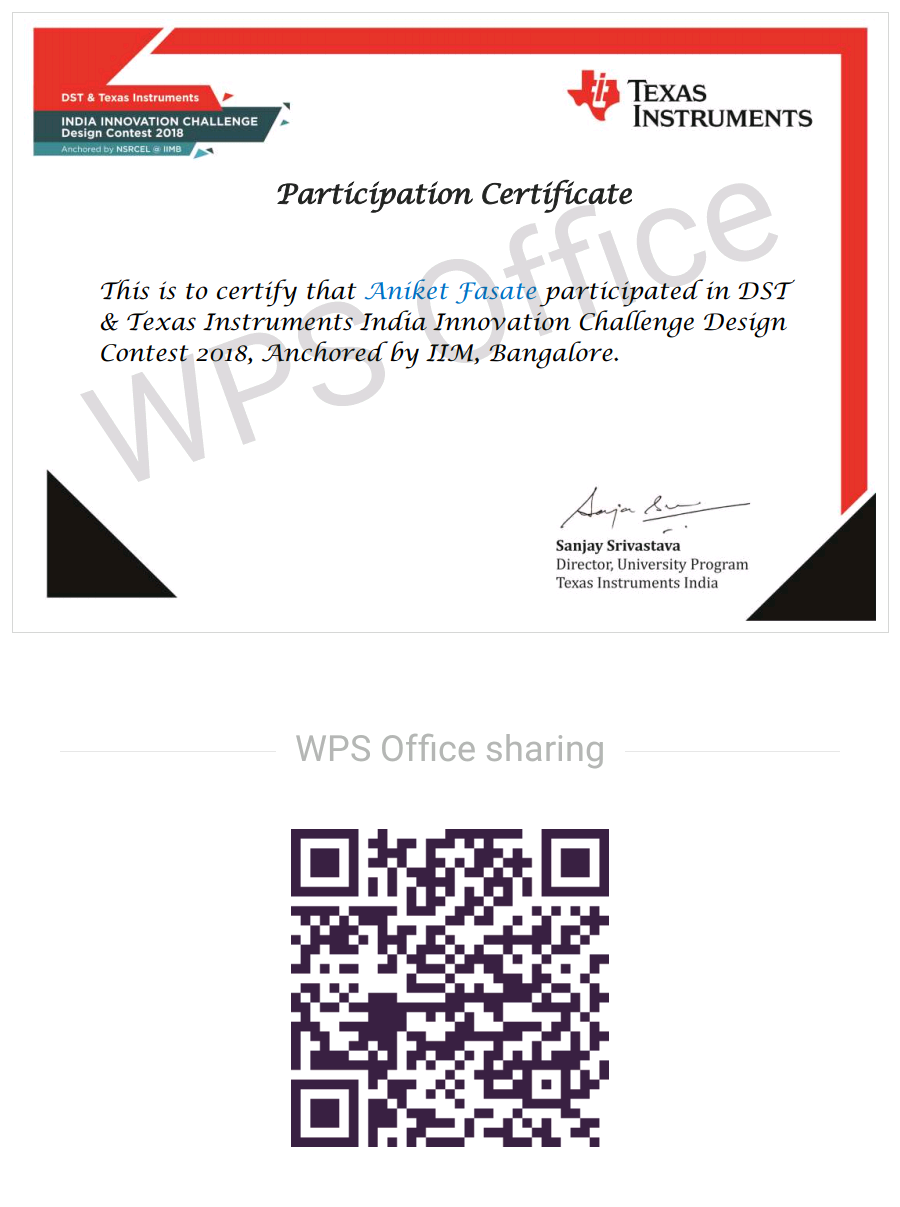 DST & Texas Instruments
INDIA INNOVATION CHALLENGE
Design Contest 2018
Anchored by NSRCEL @ IIMB
TEXAS
INSTRUMENTS
Participation Certificate
This is to certify that Aniket Fasate participated in DST
& Texas Instruments India Innovation Challenge Design
Contest 2018, Anchored by IIM, Bangalore.
WPS Office
Sanjay Srivastava
Director, University Program
Texas Instruments India
WPS Office sharing